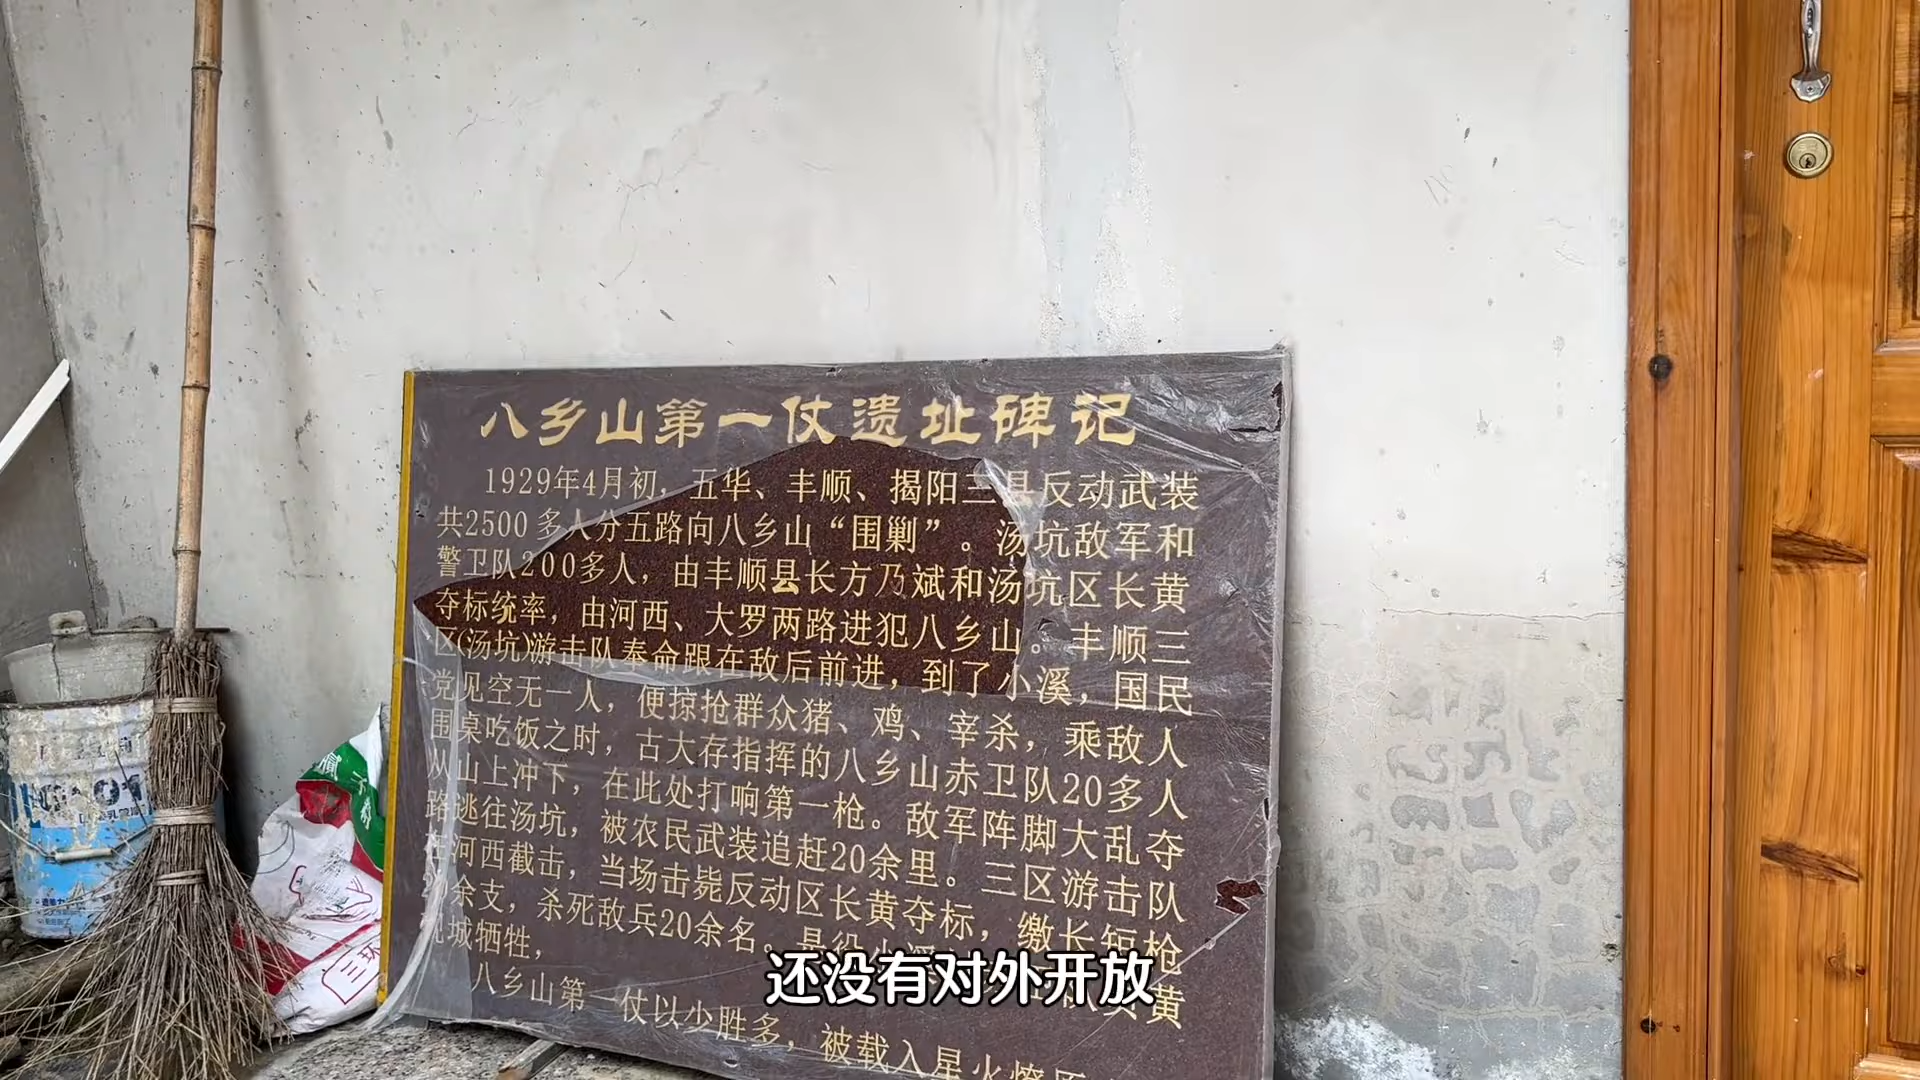 八乡山第一仗遗址碑记
1929年4月初，五华、丰顺、揭阳三县反动武装
共2500多人分五路向八乡山“围剿”。汤坑敌军和
警卫队200多人，由丰顺县长方乃斌和汤坑区长黄
夺标统率，由河西、大罗两路进犯八乡山。丰顺三
区(汤坑)游击队奉命跟在敌后前进，到了小溪，国民
党见空无一人，便掠抢群众猪、鸡、宰杀，乘敌人
围桌吃饭之时，古大存指挥的八乡山赤卫队20多人
从山上冲下，在此处打响第一枪。敌军阵脚大乱夺
路逃往汤坑，被农民武装追赶20余里。三区游击队
在河西截击，当场击毙反动区长黄夺标，缴长短枪
20余支，杀死敌兵20余名。是役
黄
城牺牲，
八乡山第一仗以少胜多，被载入星火燎原
还没有对外开放
三环